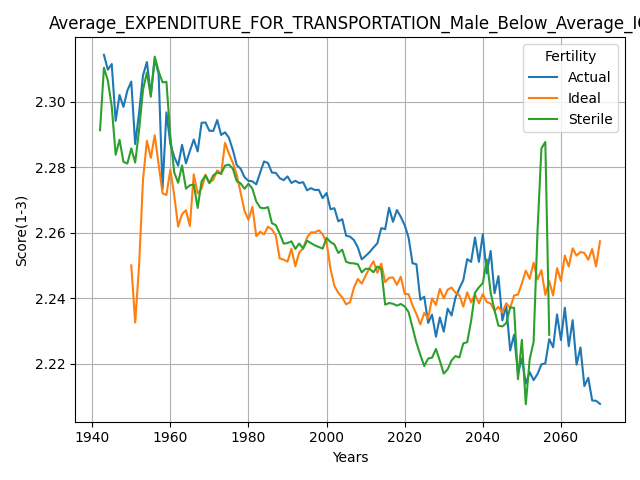 Average_EXPENDITURE_FOR_TRANSPORTATION_Male_Below_Average_I
Fertility
Actual
Ideal
Sterile
Score(1-3)
2.30
2.28
2.26
2.24
2.22
1940
1960
1980
2000
2020
2040
2060
Years